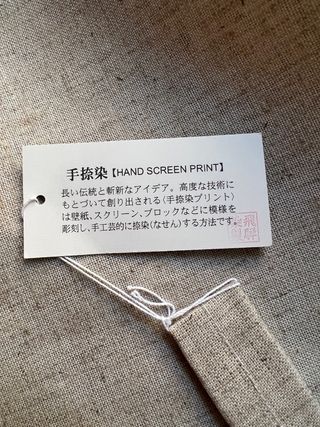 手捺染【HAND SCREEN PRINT】
長い伝統と斬新なアイデア。高度な技術に
もとづいて創り出される〈手捺染プリント〉
は壁紙、スクリーン、ブロックなどに模様を
彫刻し、手工芸的に捺染(なせん)する方法です。